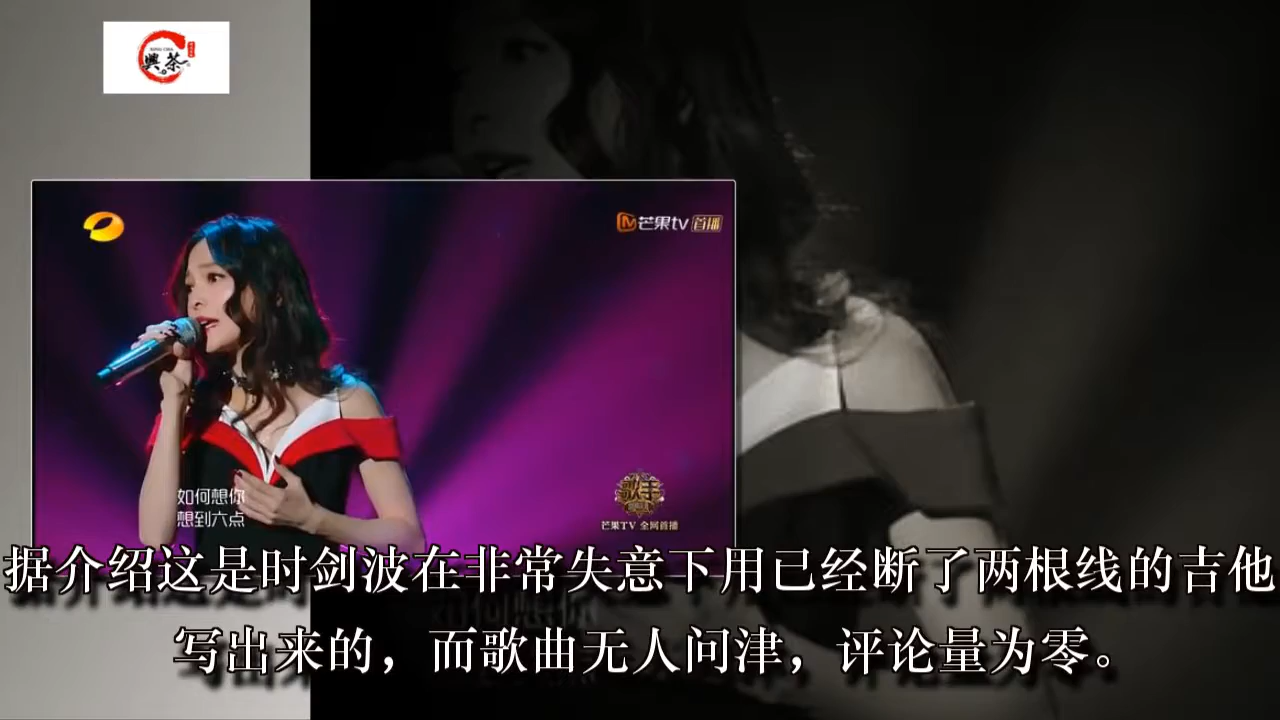 興茶
芒果tv 首播
如何想你
想到六点
歌手
芒果TV 全网首播
据介绍这是时剑波在非常失意下用已经断了两根线的吉他
写出来的，而歌曲无人问津，评论量为零。